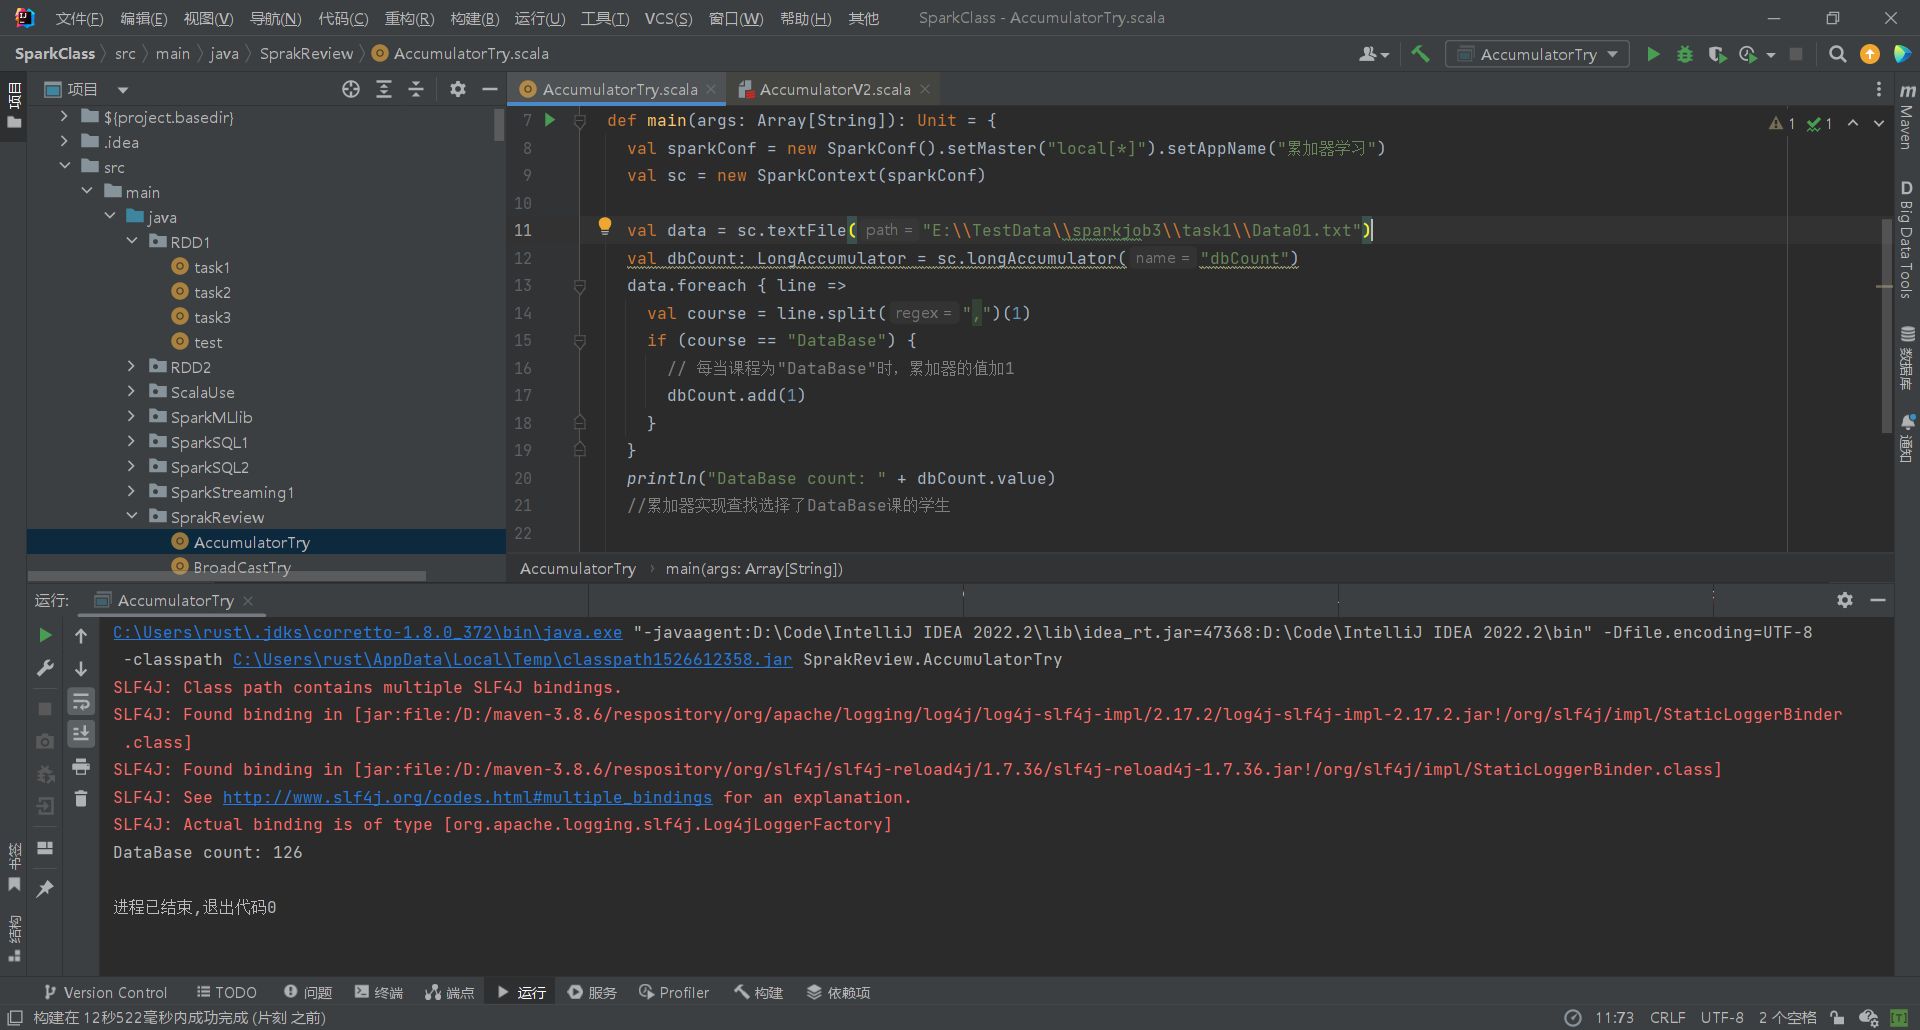 文件(F) 编辑(E) 视图(V) 导航(N) 代码(C) 重构(R) 构建(B) 运行(U) 工具(T) VCS(S) 窗口(W) 帮助(H) 其他 SparkClass - AccumulatorTry.scala
SparkClass src main java SprakReview AccumulatorTry.scala AccumulatorTry
项目
项目
AccumulatorTry.scala AccumulatorV2.scala
${project.basedir}
.idea
src
main
java
RDD1
task1
task2
task3
test
RDD2
ScalaUse
SparkMLlib
SparkSQL1
SparkSQL2
SparkStreaming1
SprakReview
AccumulatorTry
BroadCastTry
1 1
7 def main(args: Array[String]): Unit = {
8 val sparkConf = new SparkConf().setMaster("local[*]").setAppName("累加器学习")
9 val sc = new SparkContext(sparkConf)
10
11 val data = sc.textFile( path = "E:\\TestData\\sparkjob3\\task1\\Data01.txt")
12 val dbCount: LongAccumulator = sc.longAccumulator( name = "dbCount")
13 data.foreach { line =>
14 val course = line.split( regex = ",")(1)
15 if (course == "DataBase") {
16 // 每当课程为"DataBase"时, 累加器的值加1
17 dbCount.add(1)
18 }
19 }
20 println("DataBase count: " + dbCount.value)
21 //累加器实现查找选择了DataBase课的学生
22
AccumulatorTry main(args: Array[String])
Maven
D Big Data Tools
数据库
通知
运行: AccumulatorTry
C:\Users\rust\.jdks\corretto-1.8.0_372\bin\java.exe "-javaagent:D:\Code\IntelliJ IDEA 2022.2\lib\idea_rt.jar=47368:D:\Code\IntelliJ IDEA 2022.2\bin" -Dfile.encoding=UTF-8
-classpath C:\Users\rust\AppData\Local\Temp\classpath1526612358.jar SprakReview.AccumulatorTry
SLF4J: Class path contains multiple SLF4J bindings.
SLF4J: Found binding in [jar:file:/D:/maven-3.8.6/respository/org/apache/logging/log4j/log4j-slf4j-impl/2.17.2/log4j-slf4j-impl-2.17.2.jar!/org/slf4j/impl/StaticLoggerBinder
.class]
SLF4J: Found binding in [jar:file:/D:/maven-3.8.6/respository/org/slf4j/slf4j-reload4j/1.7.36/slf4j-reload4j-1.7.36.jar!/org/slf4j/impl/StaticLoggerBinder.class]
SLF4J: See http://www.slf4j.org/codes.html#multiple_bindings for an explanation.
SLF4J: Actual binding is of type [org.apache.logging.slf4j.Log4jLoggerFactory]
DataBase count: 126
进程已结束,退出代码0
书签
结构
Version Control TODO 问题 终端 端点 运行 服务 Profiler 构建 依赖项
构建在 12秒522毫秒内成功完成 (片刻 之前) 11:73 CRLF UTF-8 2 个空格